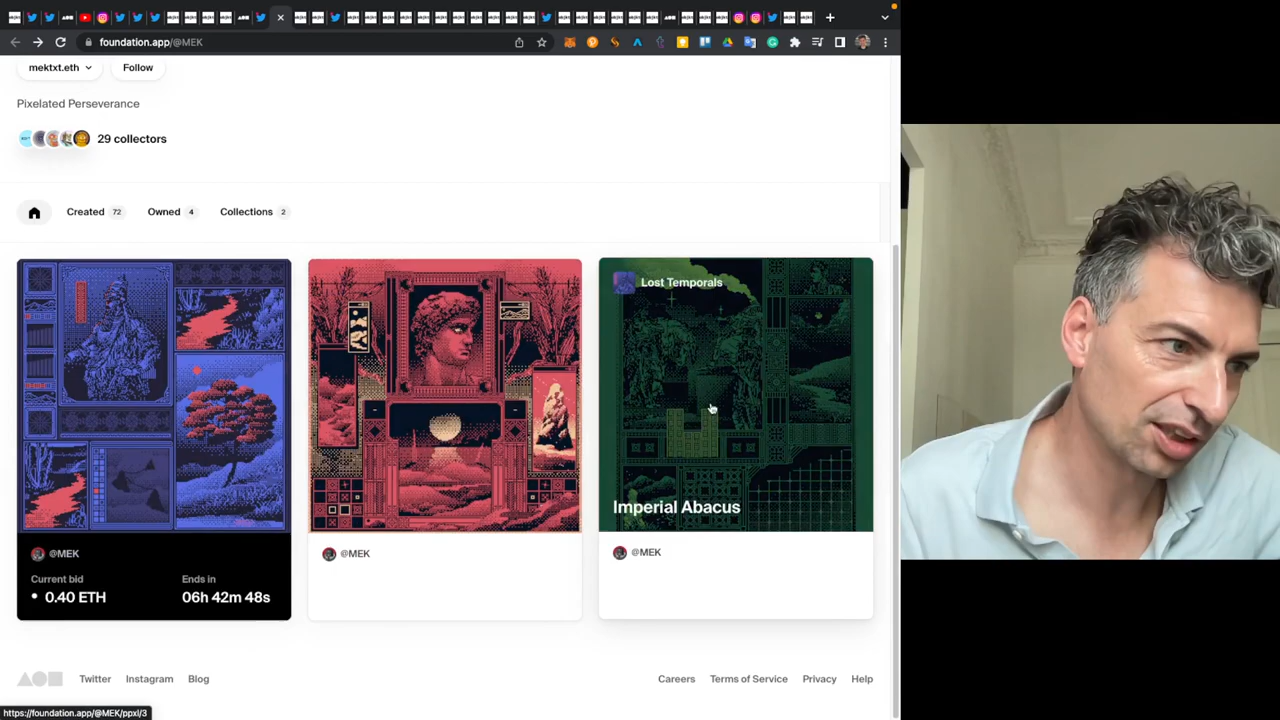 foundation.app/@MEK
mektxt.eth
Follow
Pixelated Perseverance
29 collectors
Created 72
Owned 4
Collections 2
Lost Temporals
Imperial Abacus
@MEK
@MEK
@MEK
Current bid
Ends in
0.40 ETH
06h 42m 48s
Twitter
Instagram
Blog
Careers
Terms of Service
Privacy
Help
https://foundation.app/@MEK/ppxl/3